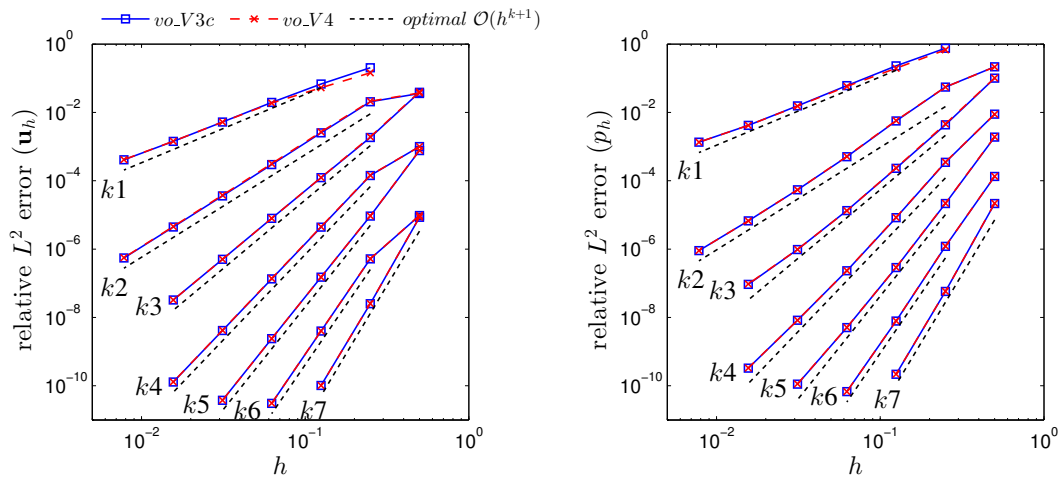 vo_V3c vo_V4 optimal O(h^{k+1})
10^0
10^{-2}
10^{-4}
10^{-6}
10^{-8}
10^{-10}
relative L^2 error (u_h)
k1
k2
k3
k4
k5
k6
k7
10^{-2} 10^{-1} 10^0
h
10^0
10^{-2}
10^{-4}
10^{-6}
10^{-8}
10^{-10}
relative L^2 error (p_h)
k1
k2
k3
k4
k5
k6
k7
10^{-2} 10^{-1} 10^0
h